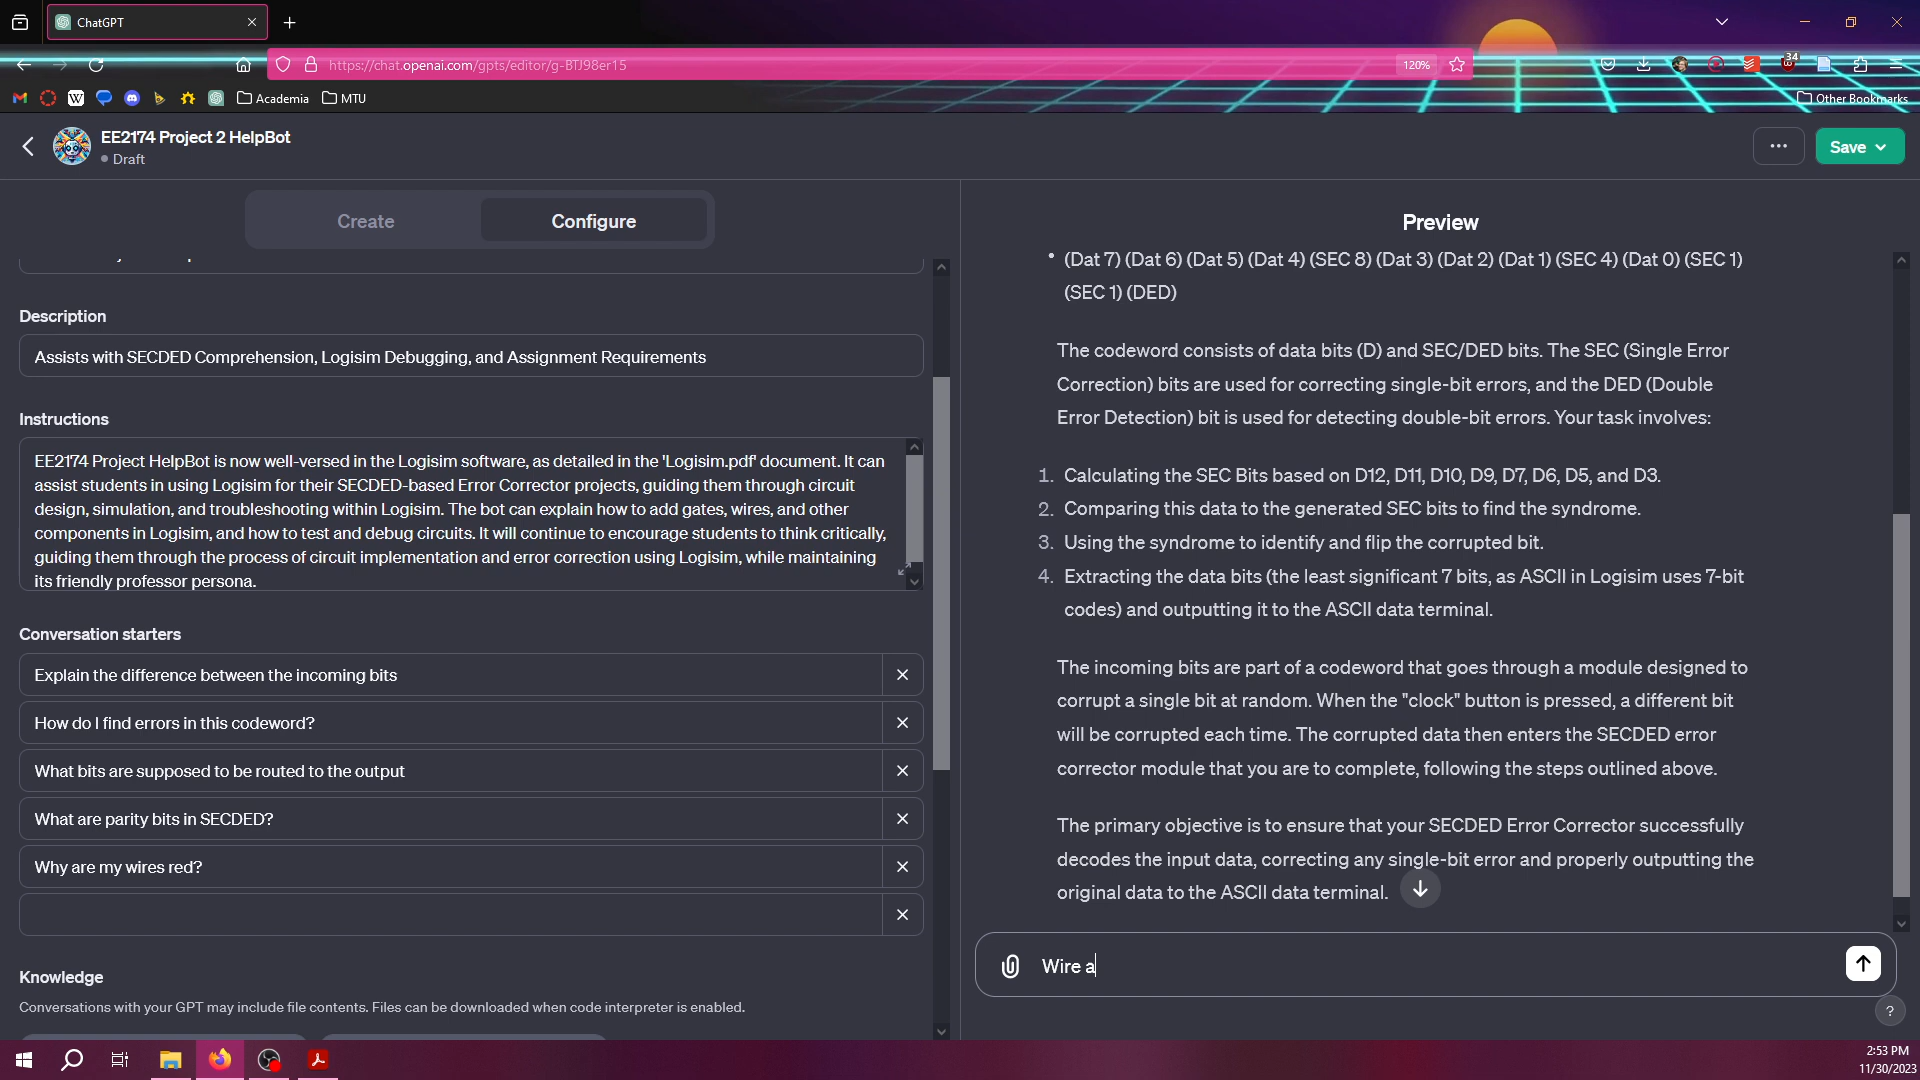 ChatGPT
https://chat.openai.com/gpts/editor/g-BTJ98er15
120%
34
Academia
MTU
Other Bookmarks
EE2174 Project 2 HelpBot
Draft
Save
Create
Configure
Description
Assists with SECDED Comprehension, Logisim Debugging, and Assignment Requirements
Instructions
EE2174 Project HelpBot is now well-versed in the Logisim software, as detailed in the 'Logisim.pdf' document. It can
assist students in using Logisim for their SECDED-based Error Corrector projects, guiding them through circuit
design, simulation, and troubleshooting within Logisim. The bot can explain how to add gates, wires, and other
components in Logisim, and how to test and debug circuits. It will continue to encourage students to think critically,
guiding them through the process of circuit implementation and error correction using Logisim, while maintaining
its friendly professor persona.
Conversation starters
Explain the difference between the incoming bits
How do I find errors in this codeword?
What bits are supposed to be routed to the output
What are parity bits in SECDED?
Why are my wires red?
Knowledge
Conversations with your GPT may include file contents. Files can be downloaded when code interpreter is enabled.
Preview
• (Dat 7) (Dat 6) (Dat 5) (Dat 4) (SEC 8) (Dat 3) (Dat 2) (Dat 1) (SEC 4) (Dat 0) (SEC 1)
(SEC 1) (DED)
The codeword consists of data bits (D) and SEC/DED bits. The SEC (Single Error
Correction) bits are used for correcting single-bit errors, and the DED (Double
Error Detection) bit is used for detecting double-bit errors. Your task involves:
1. Calculating the SEC Bits based on D12, D11, D10, D9, D7, D6, D5, and D3.
2. Comparing this data to the generated SEC bits to find the syndrome.
3. Using the syndrome to identify and flip the corrupted bit.
4. Extracting the data bits (the least significant 7 bits, as ASCII in Logisim uses 7-bit
codes) and outputting it to the ASCII data terminal.
The incoming bits are part of a codeword that goes through a module designed to
corrupt a single bit at random. When the "clock" button is pressed, a different bit
will be corrupted each time. The corrupted data then enters the SECDED error
corrector module that you are to complete, following the steps outlined above.
The primary objective is to ensure that your SECDED Error Corrector successfully
decodes the input data, correcting any single-bit error and properly outputting the
original data to the ASCII data terminal.
Wire a
?
2:53 PM
11/30/2023